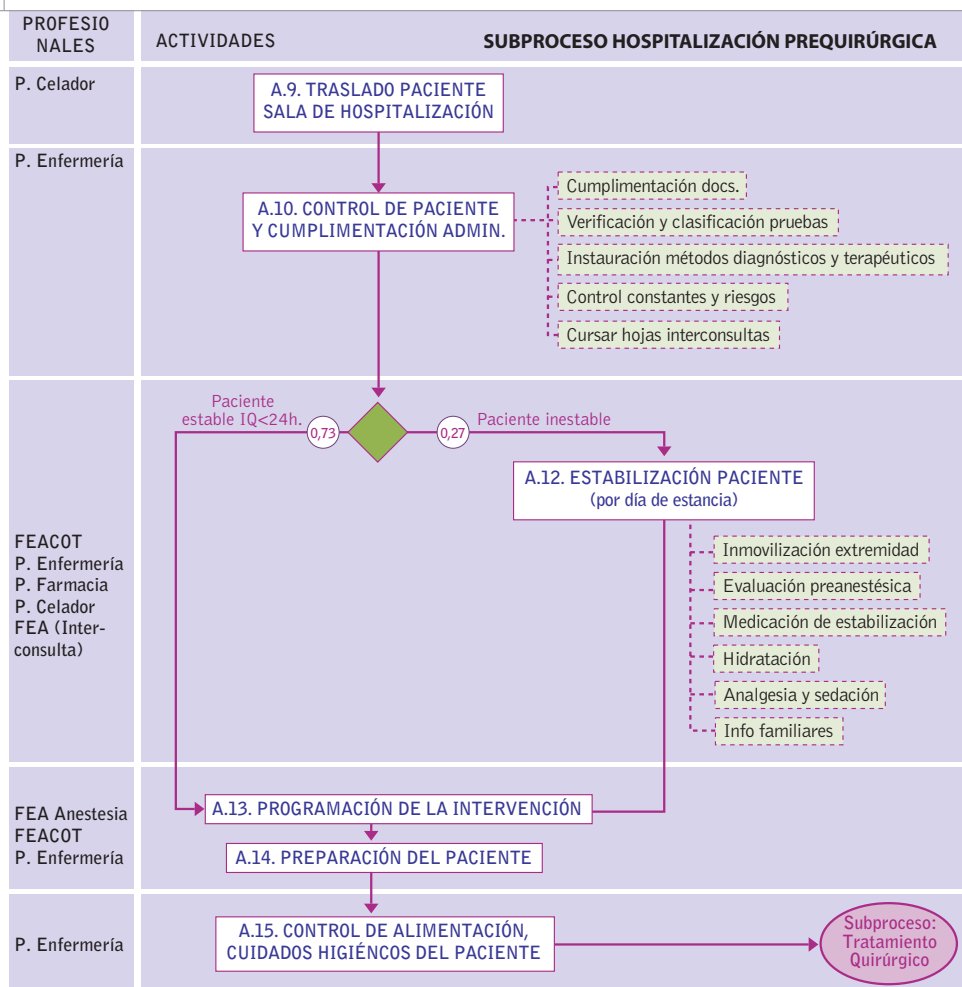 PROFESIO
NALES
ACTIVIDADES
SUBPROCESO HOSPITALIZACIÓN PREQUIRÚRGICA
P. Celador
A.9. TRASLADO PACIENTE
SALA DE HOSPITALIZACIÓN
P. Enfermería
A.10. CONTROL DE PACIENTE
Y CUMPLIMENTACIÓN ADMIN.
Cumplimentación docs.
Verificación y clasificación pruebas
Instauración métodos diagnósticos y terapéuticos
Control constantes y riesgos
Cursar hojas interconsultas
Paciente
estable IQ<24h.
0,73
0,27
Paciente inestable
A.12. ESTABILIZACIÓN PACIENTE
(por día de estancia)
FEACOT
P. Enfermería
P. Farmacia
P. Celador
FEA (Inter-
consulta)
Inmovilización extremidad
Evaluación preanestésica
Medicación de estabilización
Hidratación
Analgesia y sedación
Info familiares
FEA Anestesia
FEACOT
P. Enfermería
A.13. PROGRAMACIÓN DE LA INTERVENCIÓN
A.14. PREPARACIÓN DEL PACIENTE
P. Enfermería
A.15. CONTROL DE ALIMENTACIÓN,
CUIDADOS HIGIÉNCOS DEL PACIENTE
Subproceso:
Tratamiento
Quirúrgico